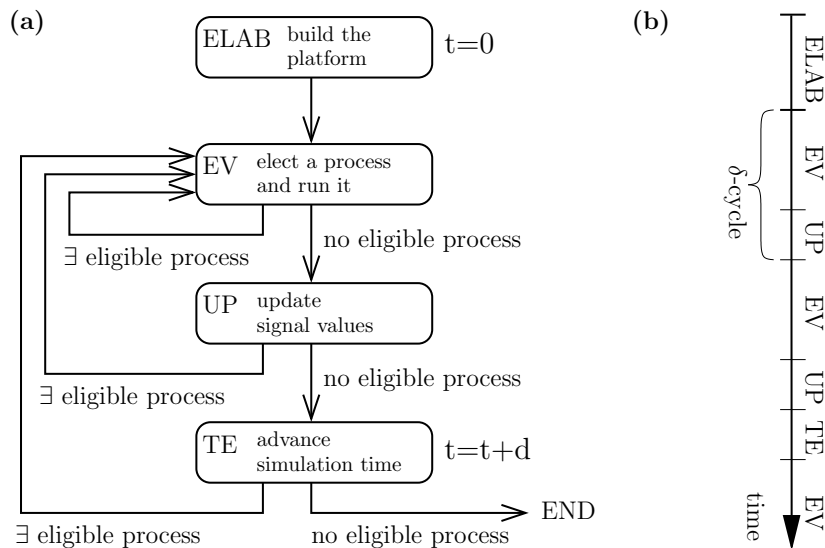 (a)
ELAB build the
platform
t=0
EV elect a process
and run it
∃ eligible process
no eligible process
UP update
signal values
∃ eligible process
no eligible process
TE advance
simulation time
t=t+d
∃ eligible process
no eligible process
END
(b)
ELAB
EV
δ-cycle
UP
EV
UP
TE
EV
time